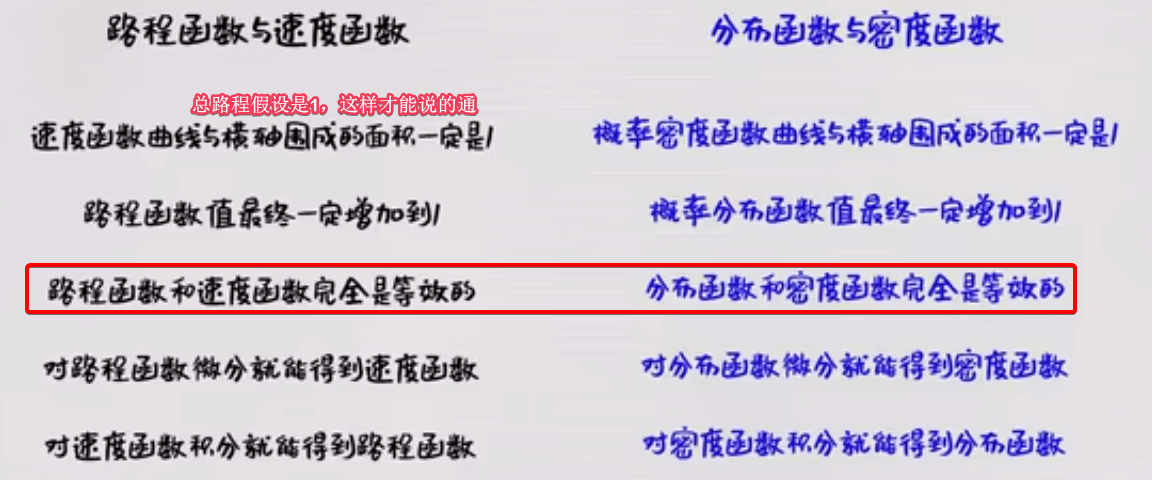 路程函数与速度函数
分布函数与密度函数
总路程假设是1，这样才能说的通
速度函数曲线与横轴围成的面积一定是1
概率密度函数曲线与横轴围成的面积一定是1
路程函数值最终一定增加到1
概率分布函数值最终一定增加到1
路程函数和速度函数完全是等效的
分布函数和密度函数完全是等效的
对路程函数微分就能得到速度函数
对分布函数微分就能得到密度函数
对速度函数积分就能得到路程函数
对密度函数积分就能得到分布函数